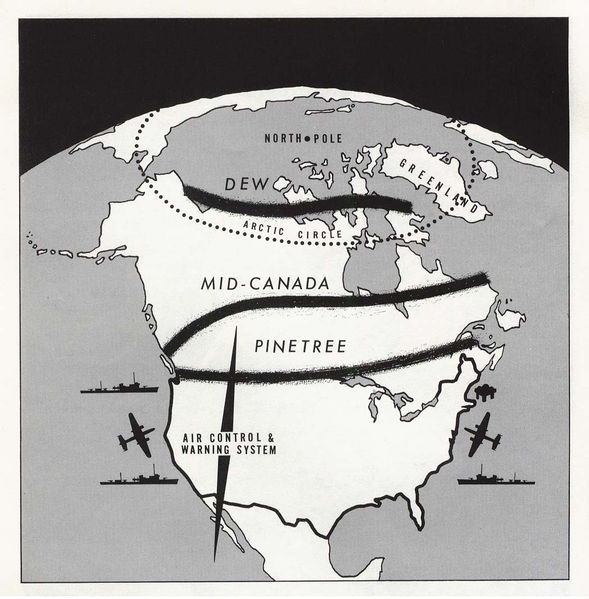 NORTH POLE
GREENLAND
DEW
ARCTIC CIRCLE
MID-CANADA
PINETREE
AIR CONTROL &
WARNING SYSTEM